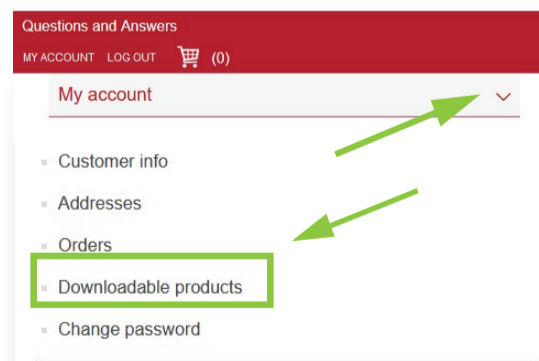 Questions and Answers
MY ACCOUNT LOG OUT (0)
My account
Customer info
Addresses
Orders
Downloadable products
Change password